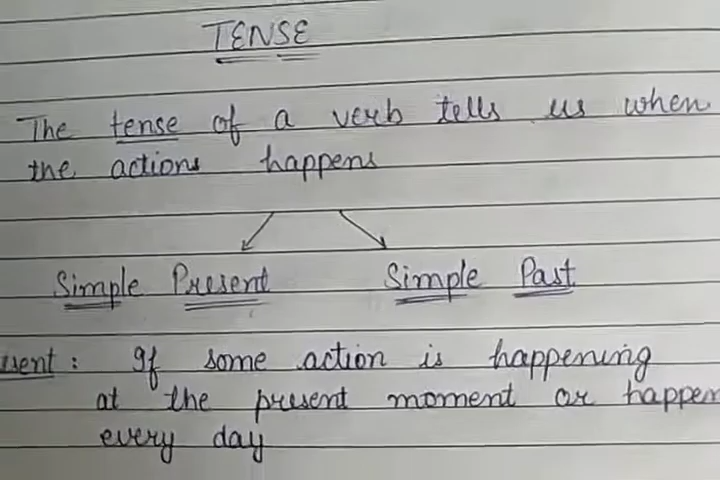 TENSE
The tense of a verb tells us when
the actions happens
Simple Present Simple Past
If some action is happening
at the present moment or happen
every day